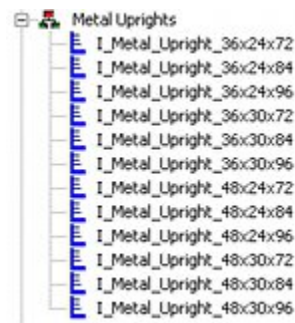 Metal Uprights
I_Metal_Upright_36x24x72
I_Metal_Upright_36x24x84
I_Metal_Upright_36x24x96
I_Metal_Upright_36x30x72
I_Metal_Upright_36x30x84
I_Metal_Upright_36x30x96
I_Metal_Upright_48x24x72
I_Metal_Upright_48x24x84
I_Metal_Upright_48x24x96
I_Metal_Upright_48x30x72
I_Metal_Upright_48x30x84
I_Metal_Upright_48x30x96